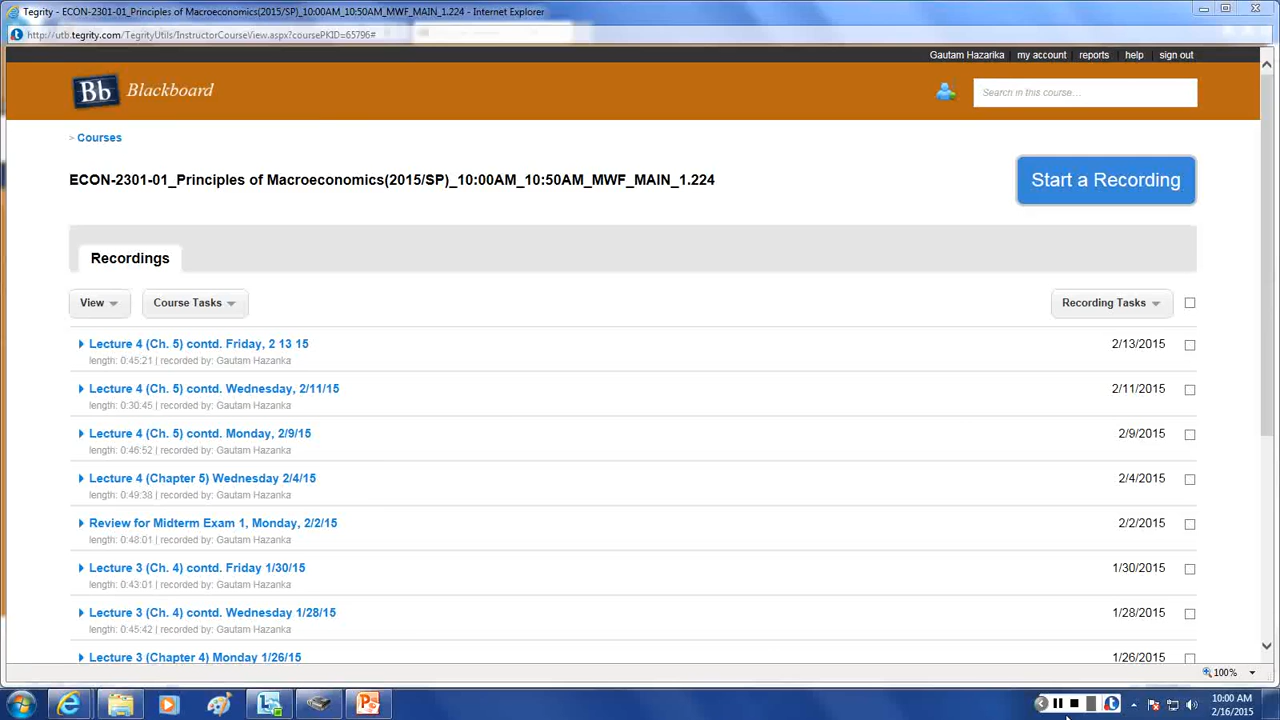 Tegrity - ECON-2301-01_Principles of Macroeconomics(2015/SP)_10:00AM_10:50AM_MWF_MAIN_1.224 - Internet Explorer
http://utb.tegrity.com/TegrityUtils/InstructorCourseView.aspx?coursePKID=65796#
Gautam Hazarika | my account | reports | help | sign out
Bb Blackboard
Search in this course...
> Courses
ECON-2301-01_Principles of Macroeconomics(2015/SP)_10:00AM_10:50AM_MWF_MAIN_1.224
Start a Recording
Recordings
View Course Tasks Recording Tasks
Lecture 4 (Ch. 5) contd. Friday, 2 13 15 2/13/2015
length: 0:45:21 | recorded by: Gautam Hazarika
Lecture 4 (Ch. 5) contd. Wednesday, 2/11/15 2/11/2015
length: 0:30:45 | recorded by: Gautam Hazarika
Lecture 4 (Ch. 5) contd. Monday, 2/9/15 2/9/2015
length: 0:46:52 | recorded by: Gautam Hazarika
Lecture 4 (Chapter 5) Wednesday 2/4/15 2/4/2015
length: 0:49:38 | recorded by: Gautam Hazarika
Review for Midterm Exam 1, Monday, 2/2/15 2/2/2015
length: 0:48:01 | recorded by: Gautam Hazarika
Lecture 3 (Ch. 4) contd. Friday 1/30/15 1/30/2015
length: 0:43:01 | recorded by: Gautam Hazarika
Lecture 3 (Ch. 4) contd. Wednesday 1/28/15 1/28/2015
length: 0:45:42 | recorded by: Gautam Hazarika
Lecture 3 (Chapter 4) Monday 1/26/15 1/26/2015
100%
10:00 AM
2/16/2015